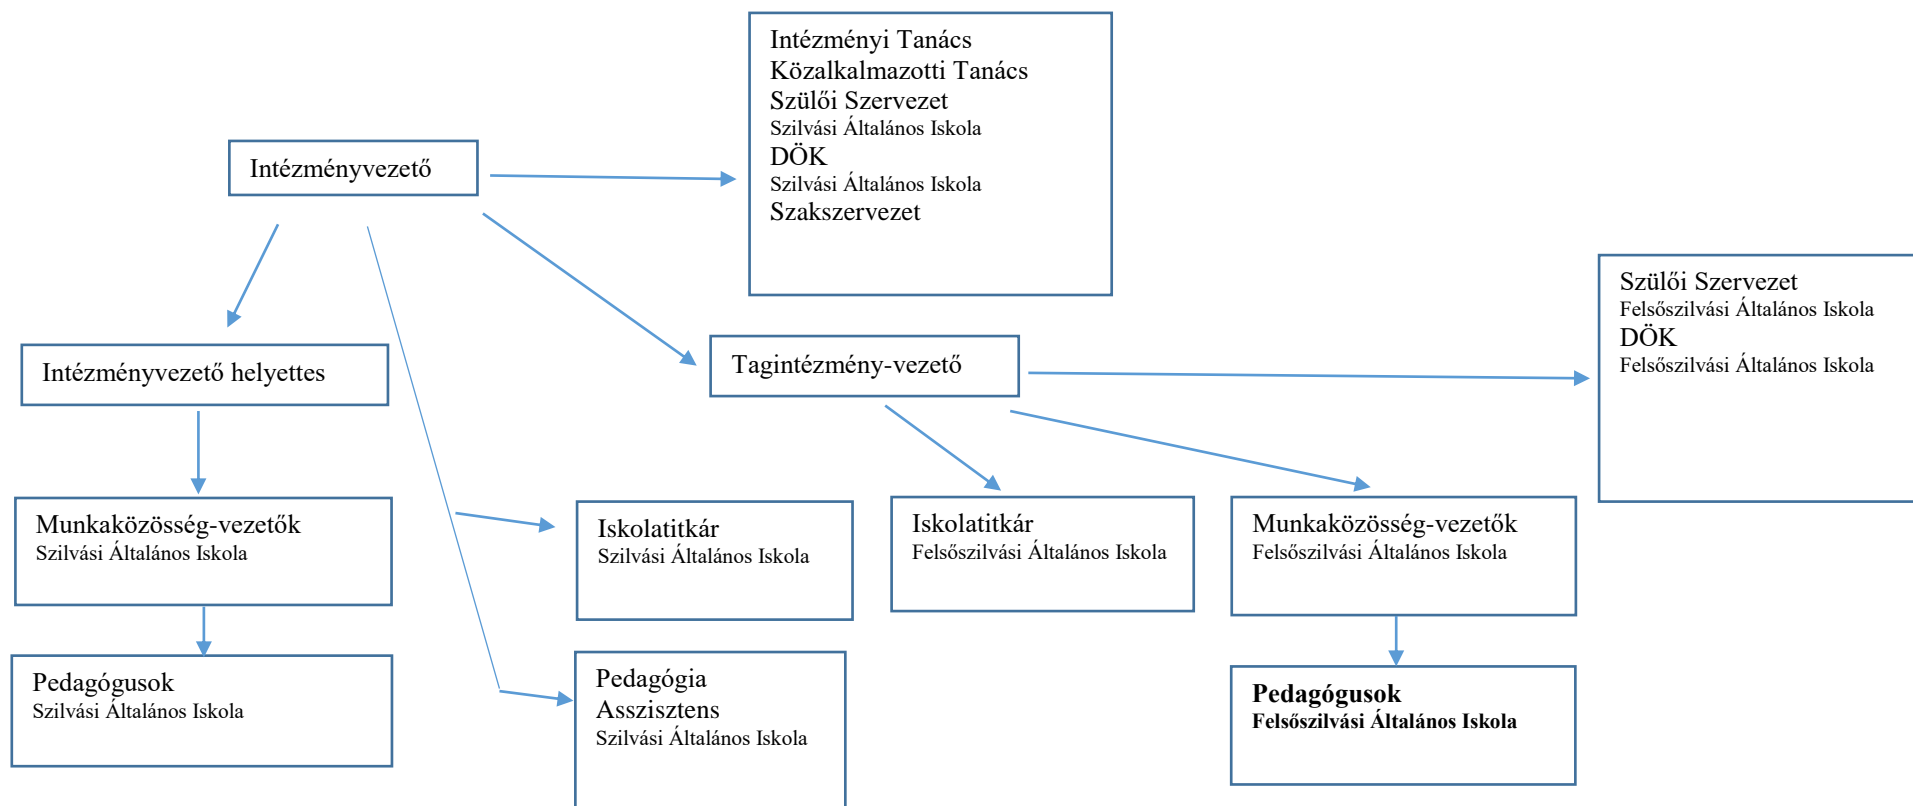 Intézményi Tanács
Közalkalmazotti Tanács
Szülői Szervezet
Szilvási Általános Iskola
DÖK
Szilvási Általános Iskola
Szakszervezet
Intézményvezető
Szülői Szervezet
Felsőszilvási Általános Iskola
DÖK
Felsőszilvási Általános Iskola
Intézményvezető helyettes
Tagintézmény-vezető
Munkaközösség-vezetők
Szilvási Általános Iskola
Iskolatitkár
Szilvási Általános Iskola
Iskolatitkár
Felsőszilvási Általános Iskola
Munkaközösség-vezetők
Felsőszilvási Általános Iskola
Pedagógusok
Szilvási Általános Iskola
Pedagógia
Asszisztens
Szilvási Általános Iskola
Pedagógusok
Felsőszilvási Általános Iskola